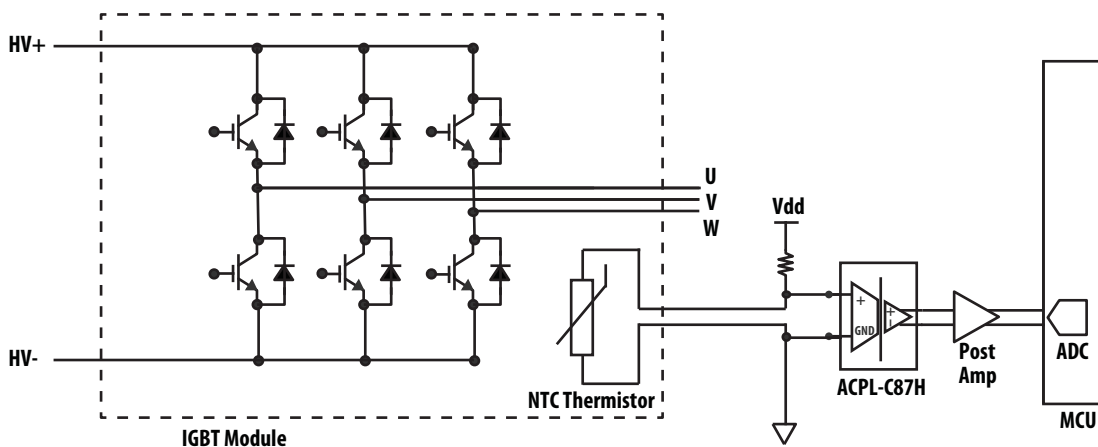 HV+
U
V
W
Vdd
+
GND
+
−
HV-
NTC Thermistor
ACPL-C87H
Post
Amp
ADC
MCU
IGBT Module